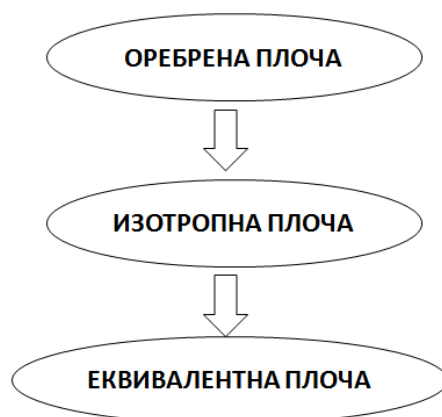 ОРЕБРЕНА ПЛОЧА
ИЗОТРОПНА ПЛОЧА
ЕКВИВАЛЕНТНА ПЛОЧА